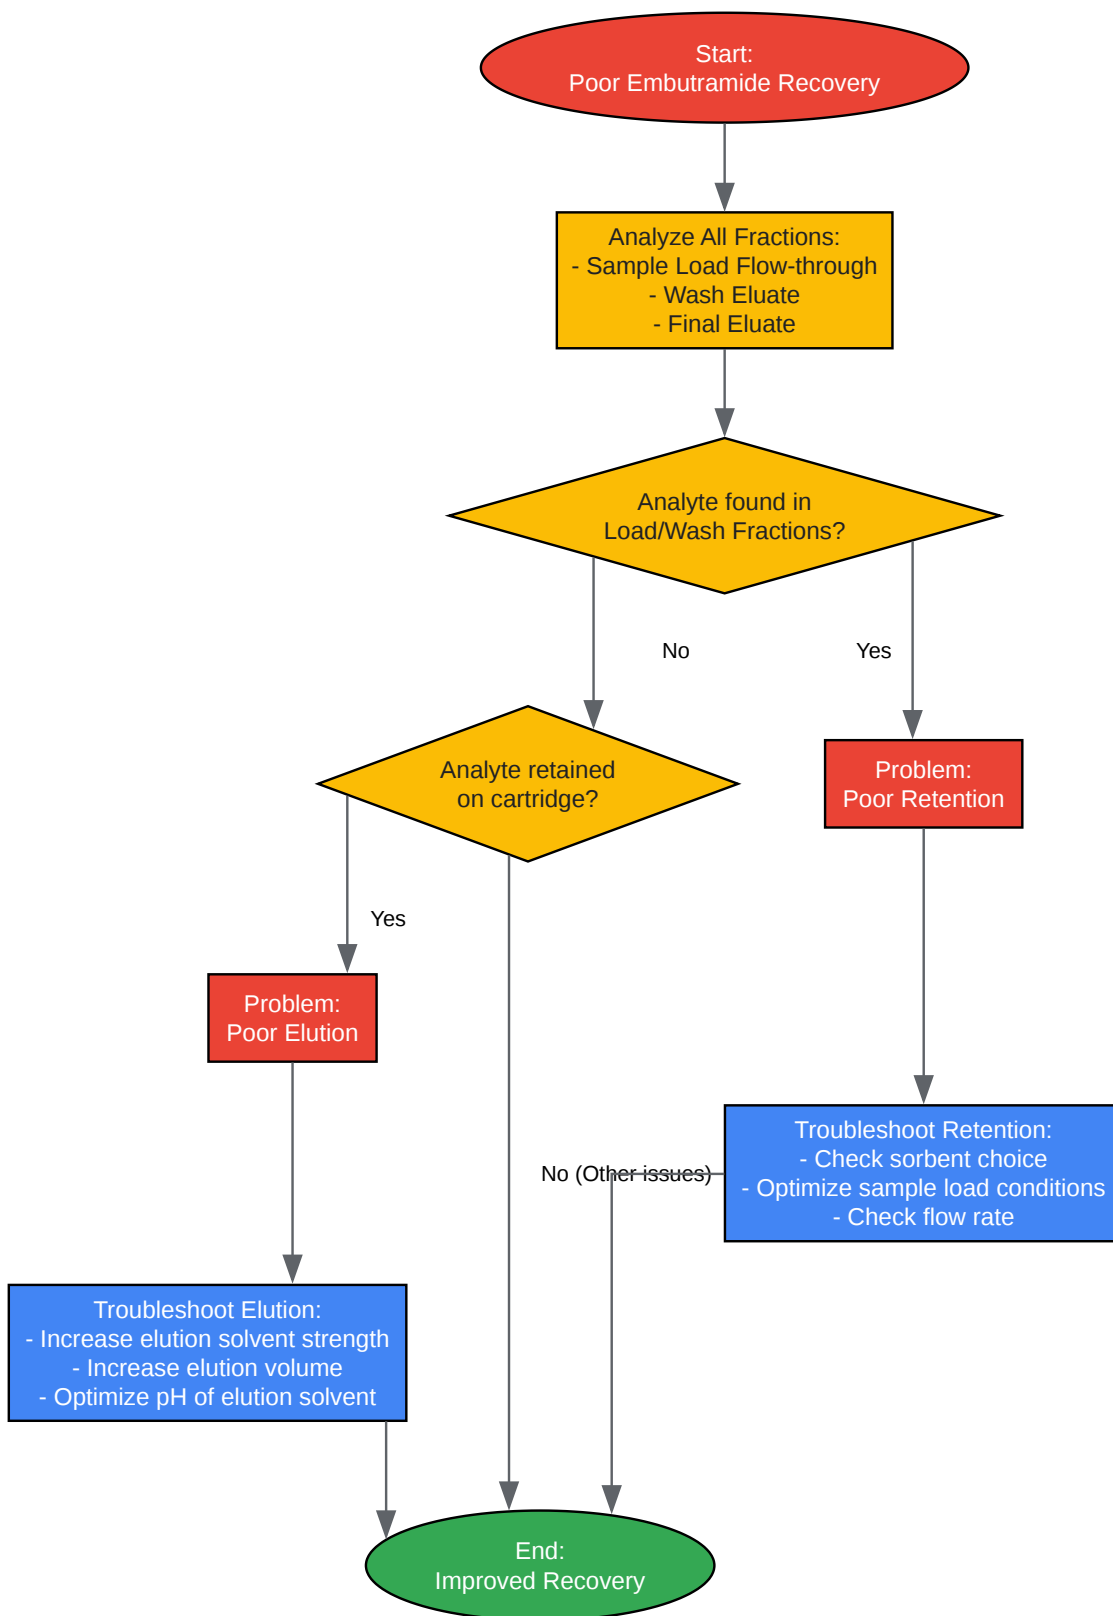 Start:
Poor Embutramide Recovery
Analyze All Fractions:
- Sample Load Flow-through
- Wash Eluate
- Final Eluate
Analyte found in
Load/Wash Fractions?
No
Yes
Analyte retained
on cartridge?
Problem:
Poor Retention
Yes
Problem:
Poor Elution
Troubleshoot Retention:
- Check sorbent choice
- Optimize sample load conditions
- Check flow rate
No (Other issues)
Troubleshoot Elution:
- Increase elution solvent strength
- Increase elution volume
- Optimize pH of elution solvent
End:
Improved Recovery